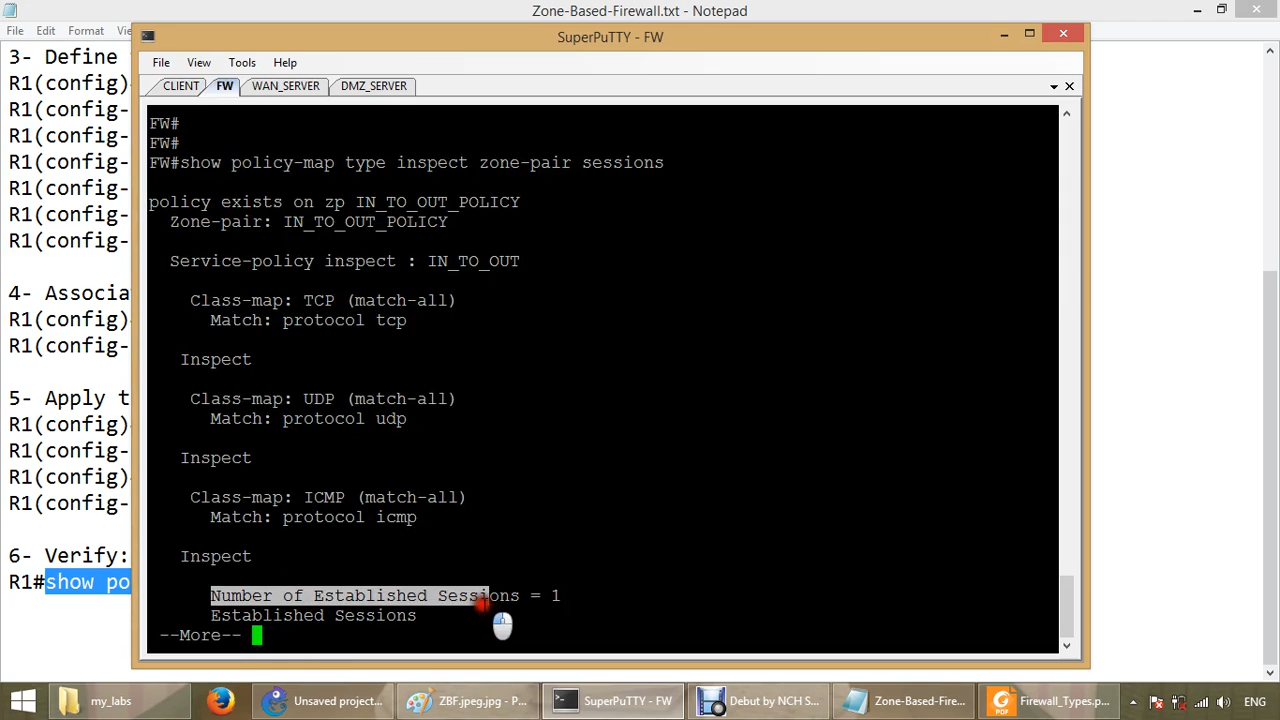 Zone-Based-Firewall.txt - Notepad
File Edit Format
SuperPuTTY - FW
File View Tools Help
CLIENT FW WAN_SERVER DMZ_SERVER
3- Define
R1(config)
R1(config-
R1(config-
R1(config-
R1(config-
R1(config-
R1(config-
4- Associa
R1(config)
R1(config-
5- Apply t
R1(config)
R1(config-
R1(config-
R1(config-
6- Verify:
R1#show po
FW#
FW#
FW#show policy-map type inspect zone-pair sessions
policy exists on zp IN_TO_OUT_POLICY
Zone-pair: IN_TO_OUT_POLICY
Service-policy inspect : IN_TO_OUT
Class-map: TCP (match-all)
Match: protocol tcp
Inspect
Class-map: UDP (match-all)
Match: protocol udp
Inspect
Class-map: ICMP (match-all)
Match: protocol icmp
Inspect
Number of Established Sessions = 1
Established Sessions
--More--
my_labs Unsaved project... ZBF.jpeg.jpg - P... SuperPuTTY - FW Debut by NCH S... Zone-Based-Fire... Firewall_Types.p... ENG